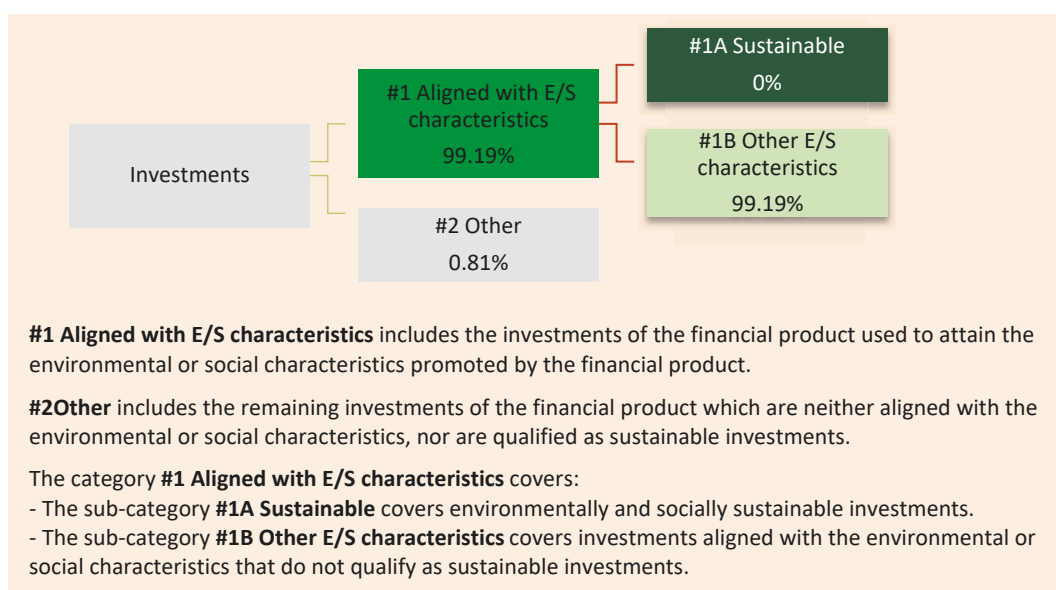 #1A Sustainable
0%
#1 Aligned with E/S
characteristics
99.19%
#1B Other E/S
characteristics
99.19%
Investments
#2 Other
0.81%
#1 Aligned with E/S characteristics includes the investments of the financial product used to attain the
environmental or social characteristics promoted by the financial product.
#2Other includes the remaining investments of the financial product which are neither aligned with the
environmental or social characteristics, nor are qualified as sustainable investments.
The category #1 Aligned with E/S characteristics covers:
- The sub-category #1A Sustainable covers environmentally and socially sustainable investments.
- The sub-category #1B Other E/S characteristics covers investments aligned with the environmental or
social characteristics that do not qualify as sustainable investments.